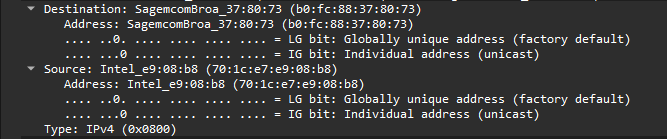 Destination: SagemcomBroa_37:80:73 (b0:fc:88:37:80:73)
Address: SagemcomBroa_37:80:73 (b0:fc:88:37:80:73)
.... ..0. .... .... .... .... = LG bit: Globally unique address (factory default)
.... ...0 .... .... .... .... = IG bit: Individual address (unicast)
Source: Intel_e9:08:b8 (70:1c:e7:e9:08:b8)
Address: Intel_e9:08:b8 (70:1c:e7:e9:08:b8)
.... ..0. .... .... .... .... = LG bit: Globally unique address (factory default)
.... ...0 .... .... .... .... = IG bit: Individual address (unicast)
Type: IPv4 (0x0800)